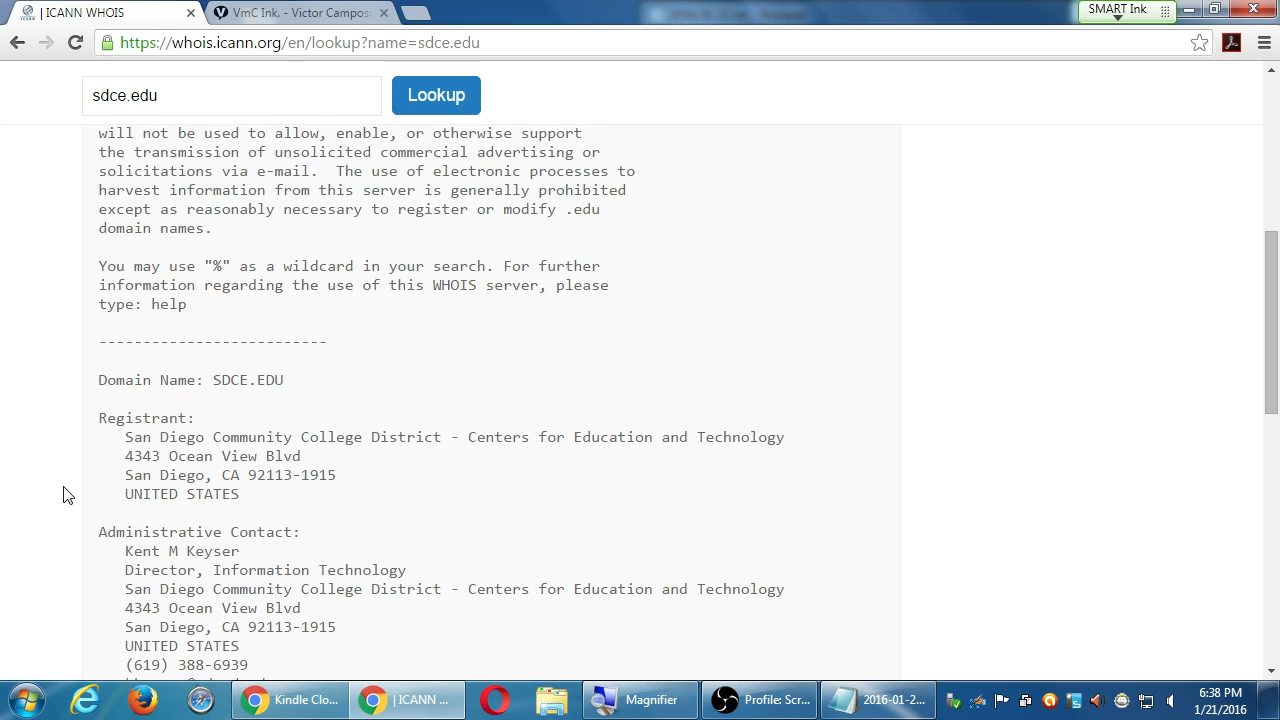 | ICANN WHOIS
VmC Ink. - Victor Campos
SMART Ink
https://whois.icann.org/en/lookup?name=sdce.edu
sdce.edu
Lookup
will not be used to allow, enable, or otherwise support
the transmission of unsolicited commercial advertising or
solicitations via e-mail.  The use of electronic processes to
harvest information from this server is generally prohibited
except as reasonably necessary to register or modify .edu
domain names.
You may use "%" as a wildcard in your search. For further
information regarding the use of this WHOIS server, please
type: help
--------------------------
Domain Name: SDCE.EDU
Registrant:
San Diego Community College District - Centers for Education and Technology
4343 Ocean View Blvd
San Diego, CA 92113-1915
UNITED STATES
Administrative Contact:
Kent M Keyser
Director, Information Technology
San Diego Community College District - Centers for Education and Technology
4343 Ocean View Blvd
San Diego, CA 92113-1915
UNITED STATES
(619) 388-6939
Kindle Clo...
| ICANN ...
Magnifier
Profile: Scr...
2016-01-2...
6:38 PM
1/21/2016